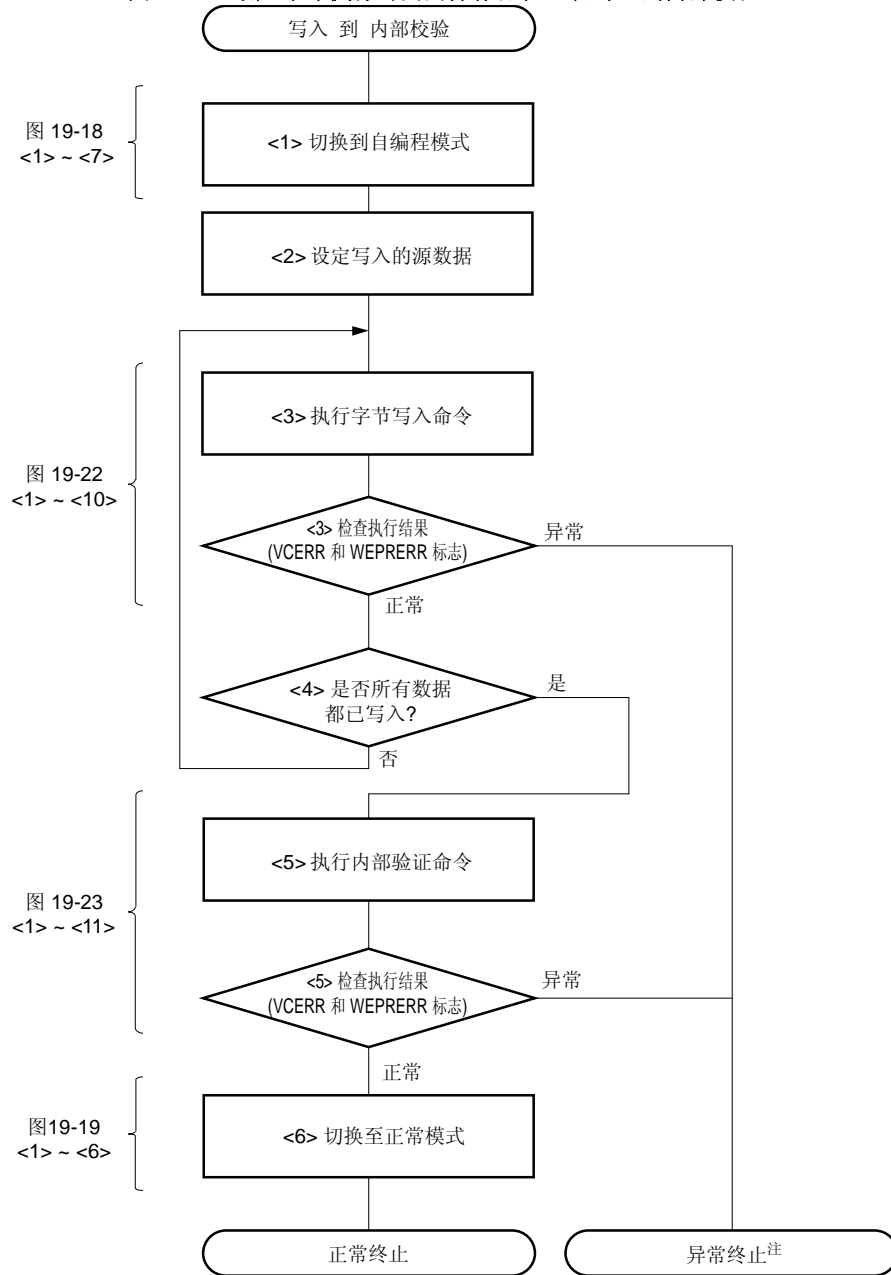 写入 到 内部校验
图 19-18
<1> ~ <7>
<1> 切换到自编程模式
<2> 设定写入的源数据
图 19-22
<1> ~ <10>
<3> 执行字节写入命令
<3> 检查执行结果
(VCERR 和 WEPRERR 标志)
异常
正常
<4> 是否所有数据
都已写入?
是
否
图 19-23
<1> ~ <11>
<5> 执行内部验证命令
<5> 检查执行结果
(VCERR 和 WEPRERR 标志)
异常
正常
图19-19
<1> ~ <6>
<6> 切换至正常模式
正常终止
异常终止注